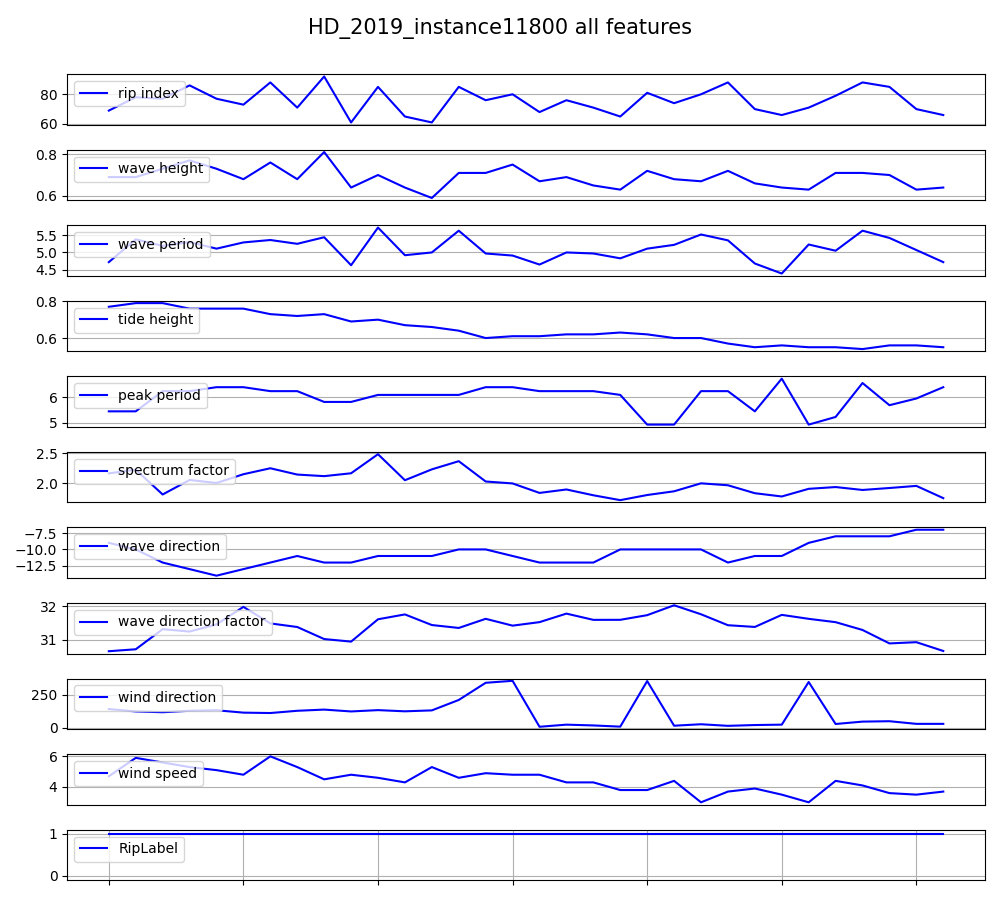 HD_2019_instance11800 all features
80
60
rip index
0.8
0.6
wave height
5.5
5.0
4.5
wave period
0.8
0.6
tide height
6
5
peak period
2.5
2.0
spectrum factor
−7.5
−10.0
−12.5
wave direction
32
31
wave direction factor
250
0
wind direction
6
4
wind speed
1
0
RipLabel